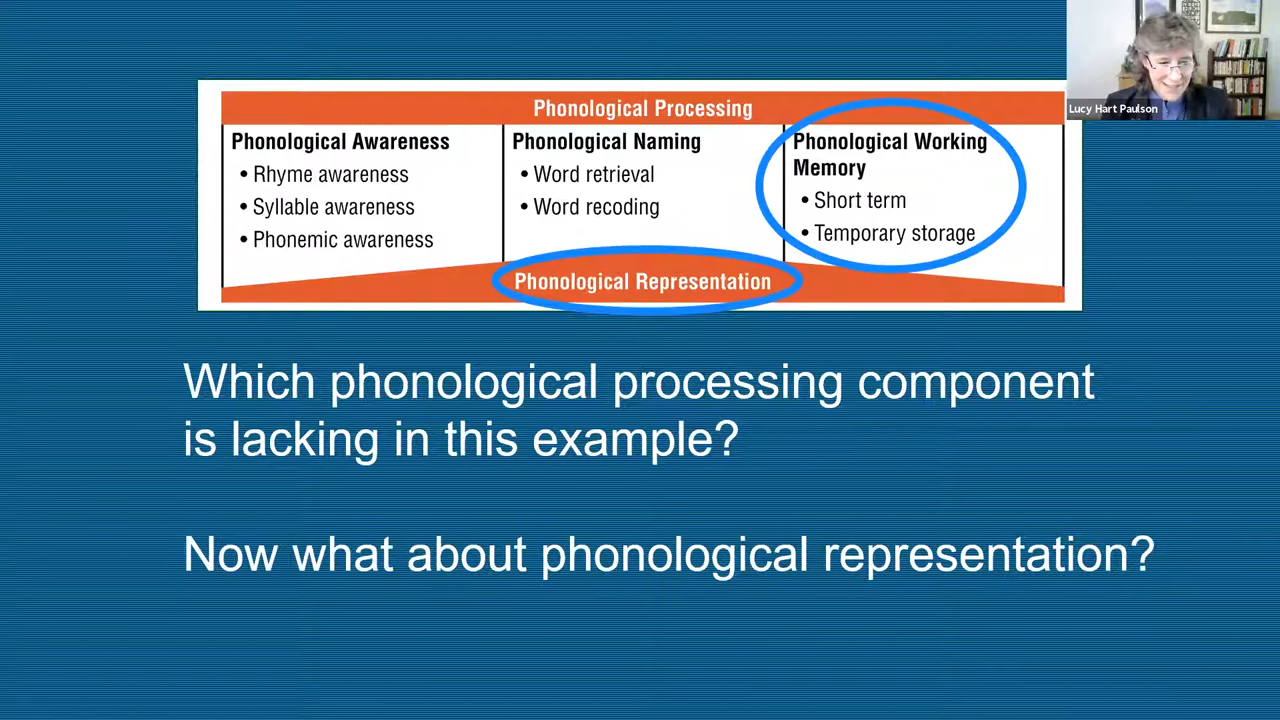 Lucy Hart Paulson
Phonological Processing
Phonological Awareness
• Rhyme awareness
• Syllable awareness
• Phonemic awareness
Phonological Naming
• Word retrieval
• Word recoding
Phonological Working
Memory
• Short term
• Temporary storage
Phonological Representation
Which phonological processing component
is lacking in this example?
Now what about phonological representation?